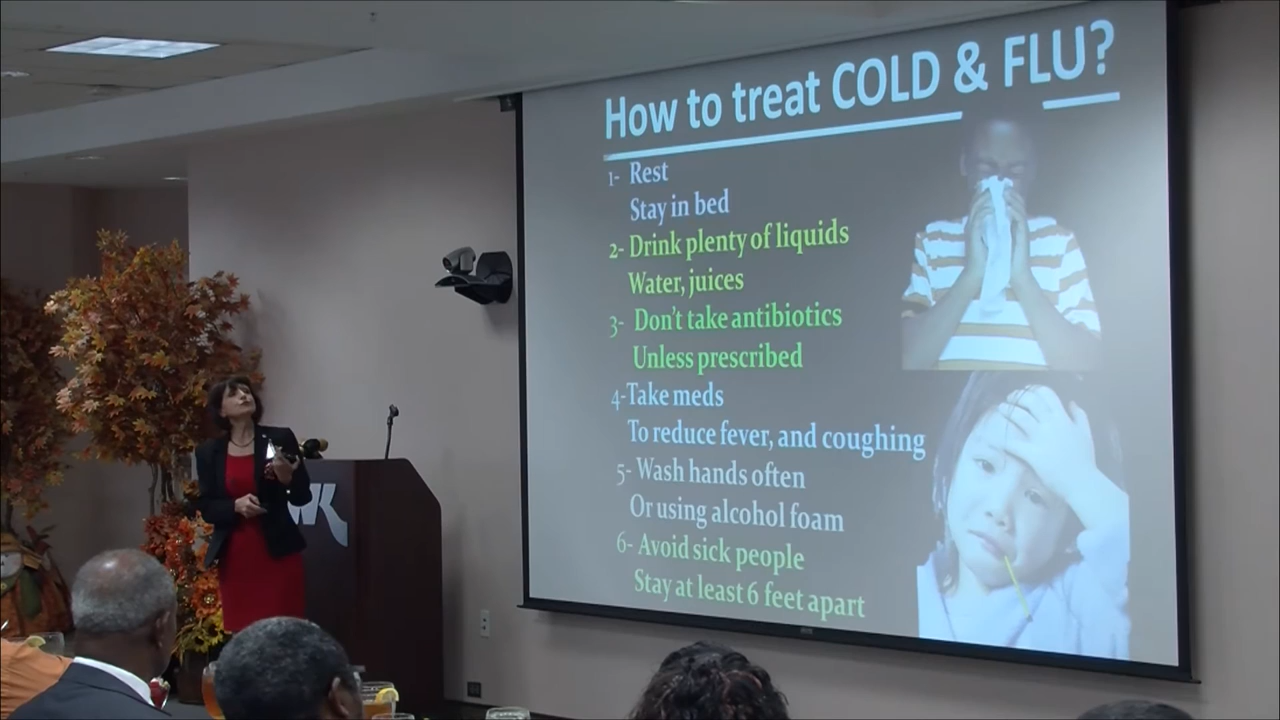 How to treat COLD & FLU?
1- Rest
Stay in bed
2- Drink plenty of liquids
Water, juices
3- Don't take antibiotics
Unless prescribed
4-Take meds
To reduce fever, and coughing
5- Wash hands often
Or using alcohol foam
6- Avoid sick people
Stay at least 6 feet apart